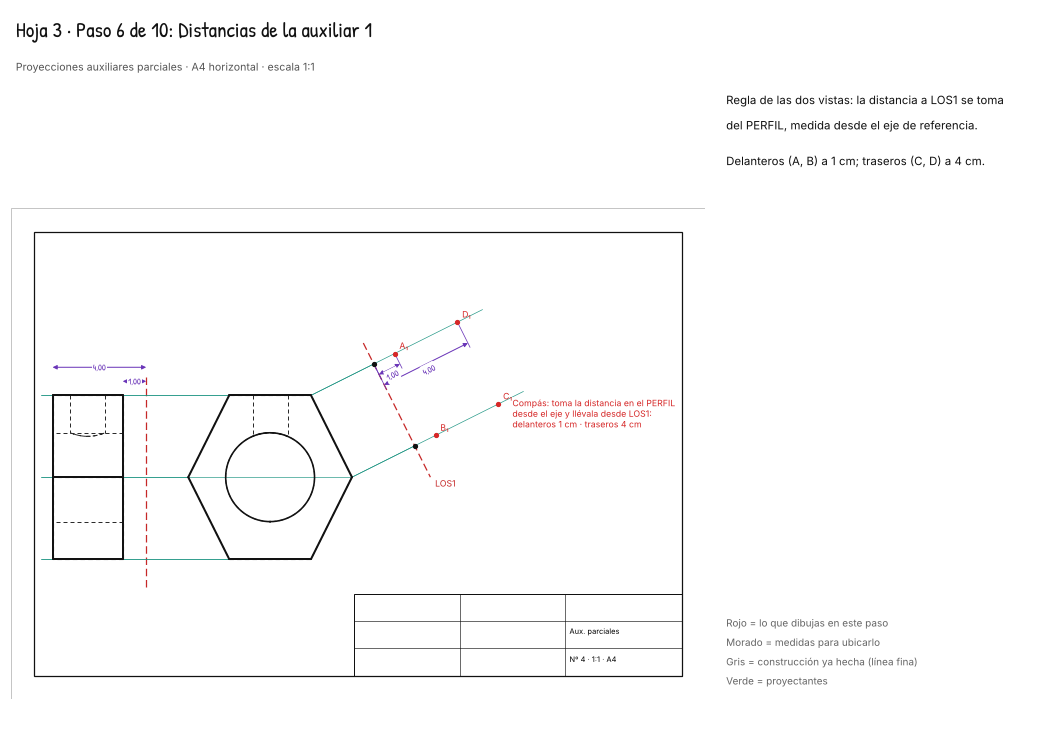 Hoja 3 · Paso 6 de 10: Distancias de la auxiliar 1
Proyecciones auxiliares parciales · A4 horizontal · escala 1:1
Regla de las dos vistas: la distancia a LOS1 se toma
del PERFIL, medida desde el eje de referencia.
Delanteros (A, B) a 1 cm; traseros (C, D) a 4 cm.
D₁
A₁
4,00
1,00
1,00
4,00
C₁
Compás: toma la distancia en el PERFIL
desde el eje y llévala desde LOS1:
delanteros 1 cm · traseros 4 cm
B₁
LOS1
Aux. parciales
Nº 4 · 1:1 · A4
Rojo = lo que dibujas en este paso
Morado = medidas para ubicarlo
Gris = construcción ya hecha (línea fina)
Verde = proyectantes